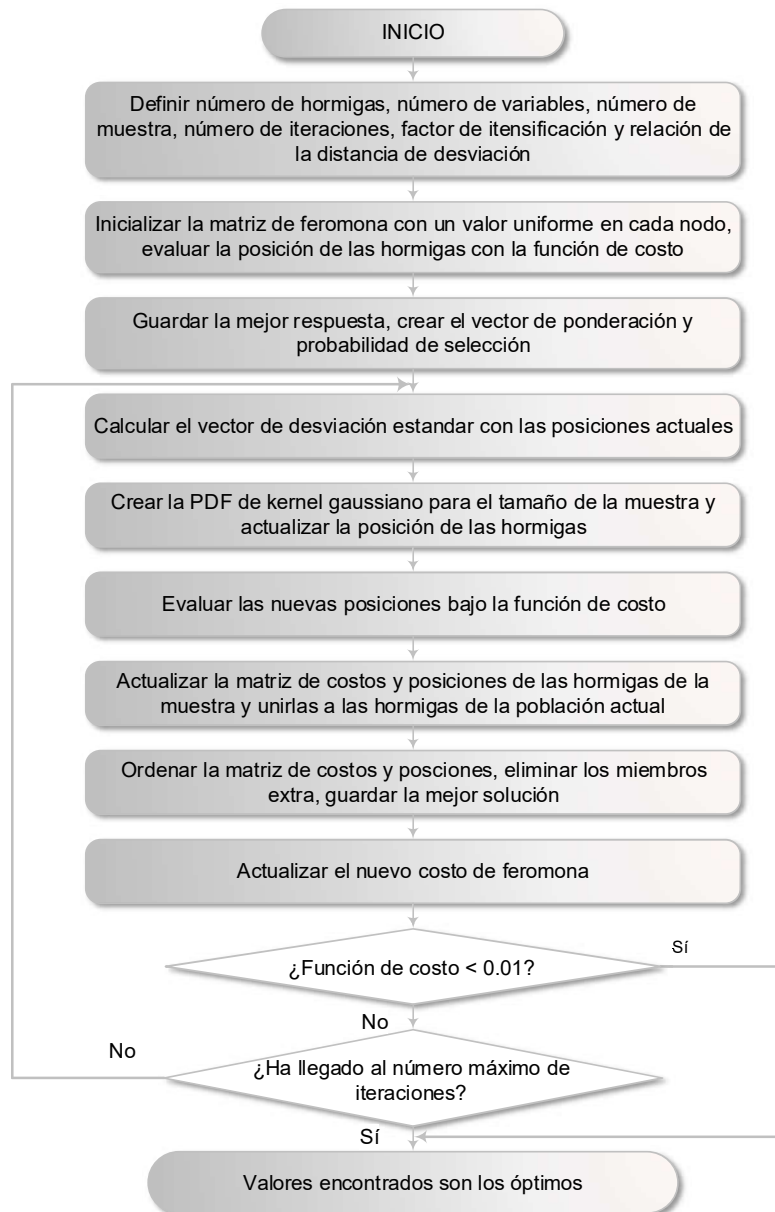 INICIO
Definir número de hormigas, número de variables, número de
muestra, número de iteraciones, factor de itensificación y relación de
la distancia de desviación
Inicializar la matriz de feromona con un valor uniforme en cada nodo,
evaluar la posición de las hormigas con la función de costo
Guardar la mejor respuesta, crear el vector de ponderación y
probabilidad de selección
Calcular el vector de desviación estandar con las posiciones actuales
Crear la PDF de kernel gaussiano para el tamaño de la muestra y
actualizar la posición de las hormigas
Evaluar las nuevas posiciones bajo la función de costo
Actualizar la matriz de costos y posiciones de las hormigas de la
muestra y unirlas a las hormigas de la población actual
Ordenar la matriz de costos y posciones, eliminar los miembros
extra, guardar la mejor solución
Actualizar el nuevo costo de feromona
¿Función de costo < 0.01?
Sí
No
¿Ha llegado al número máximo de
iteraciones?
No
Sí
Valores encontrados son los óptimos